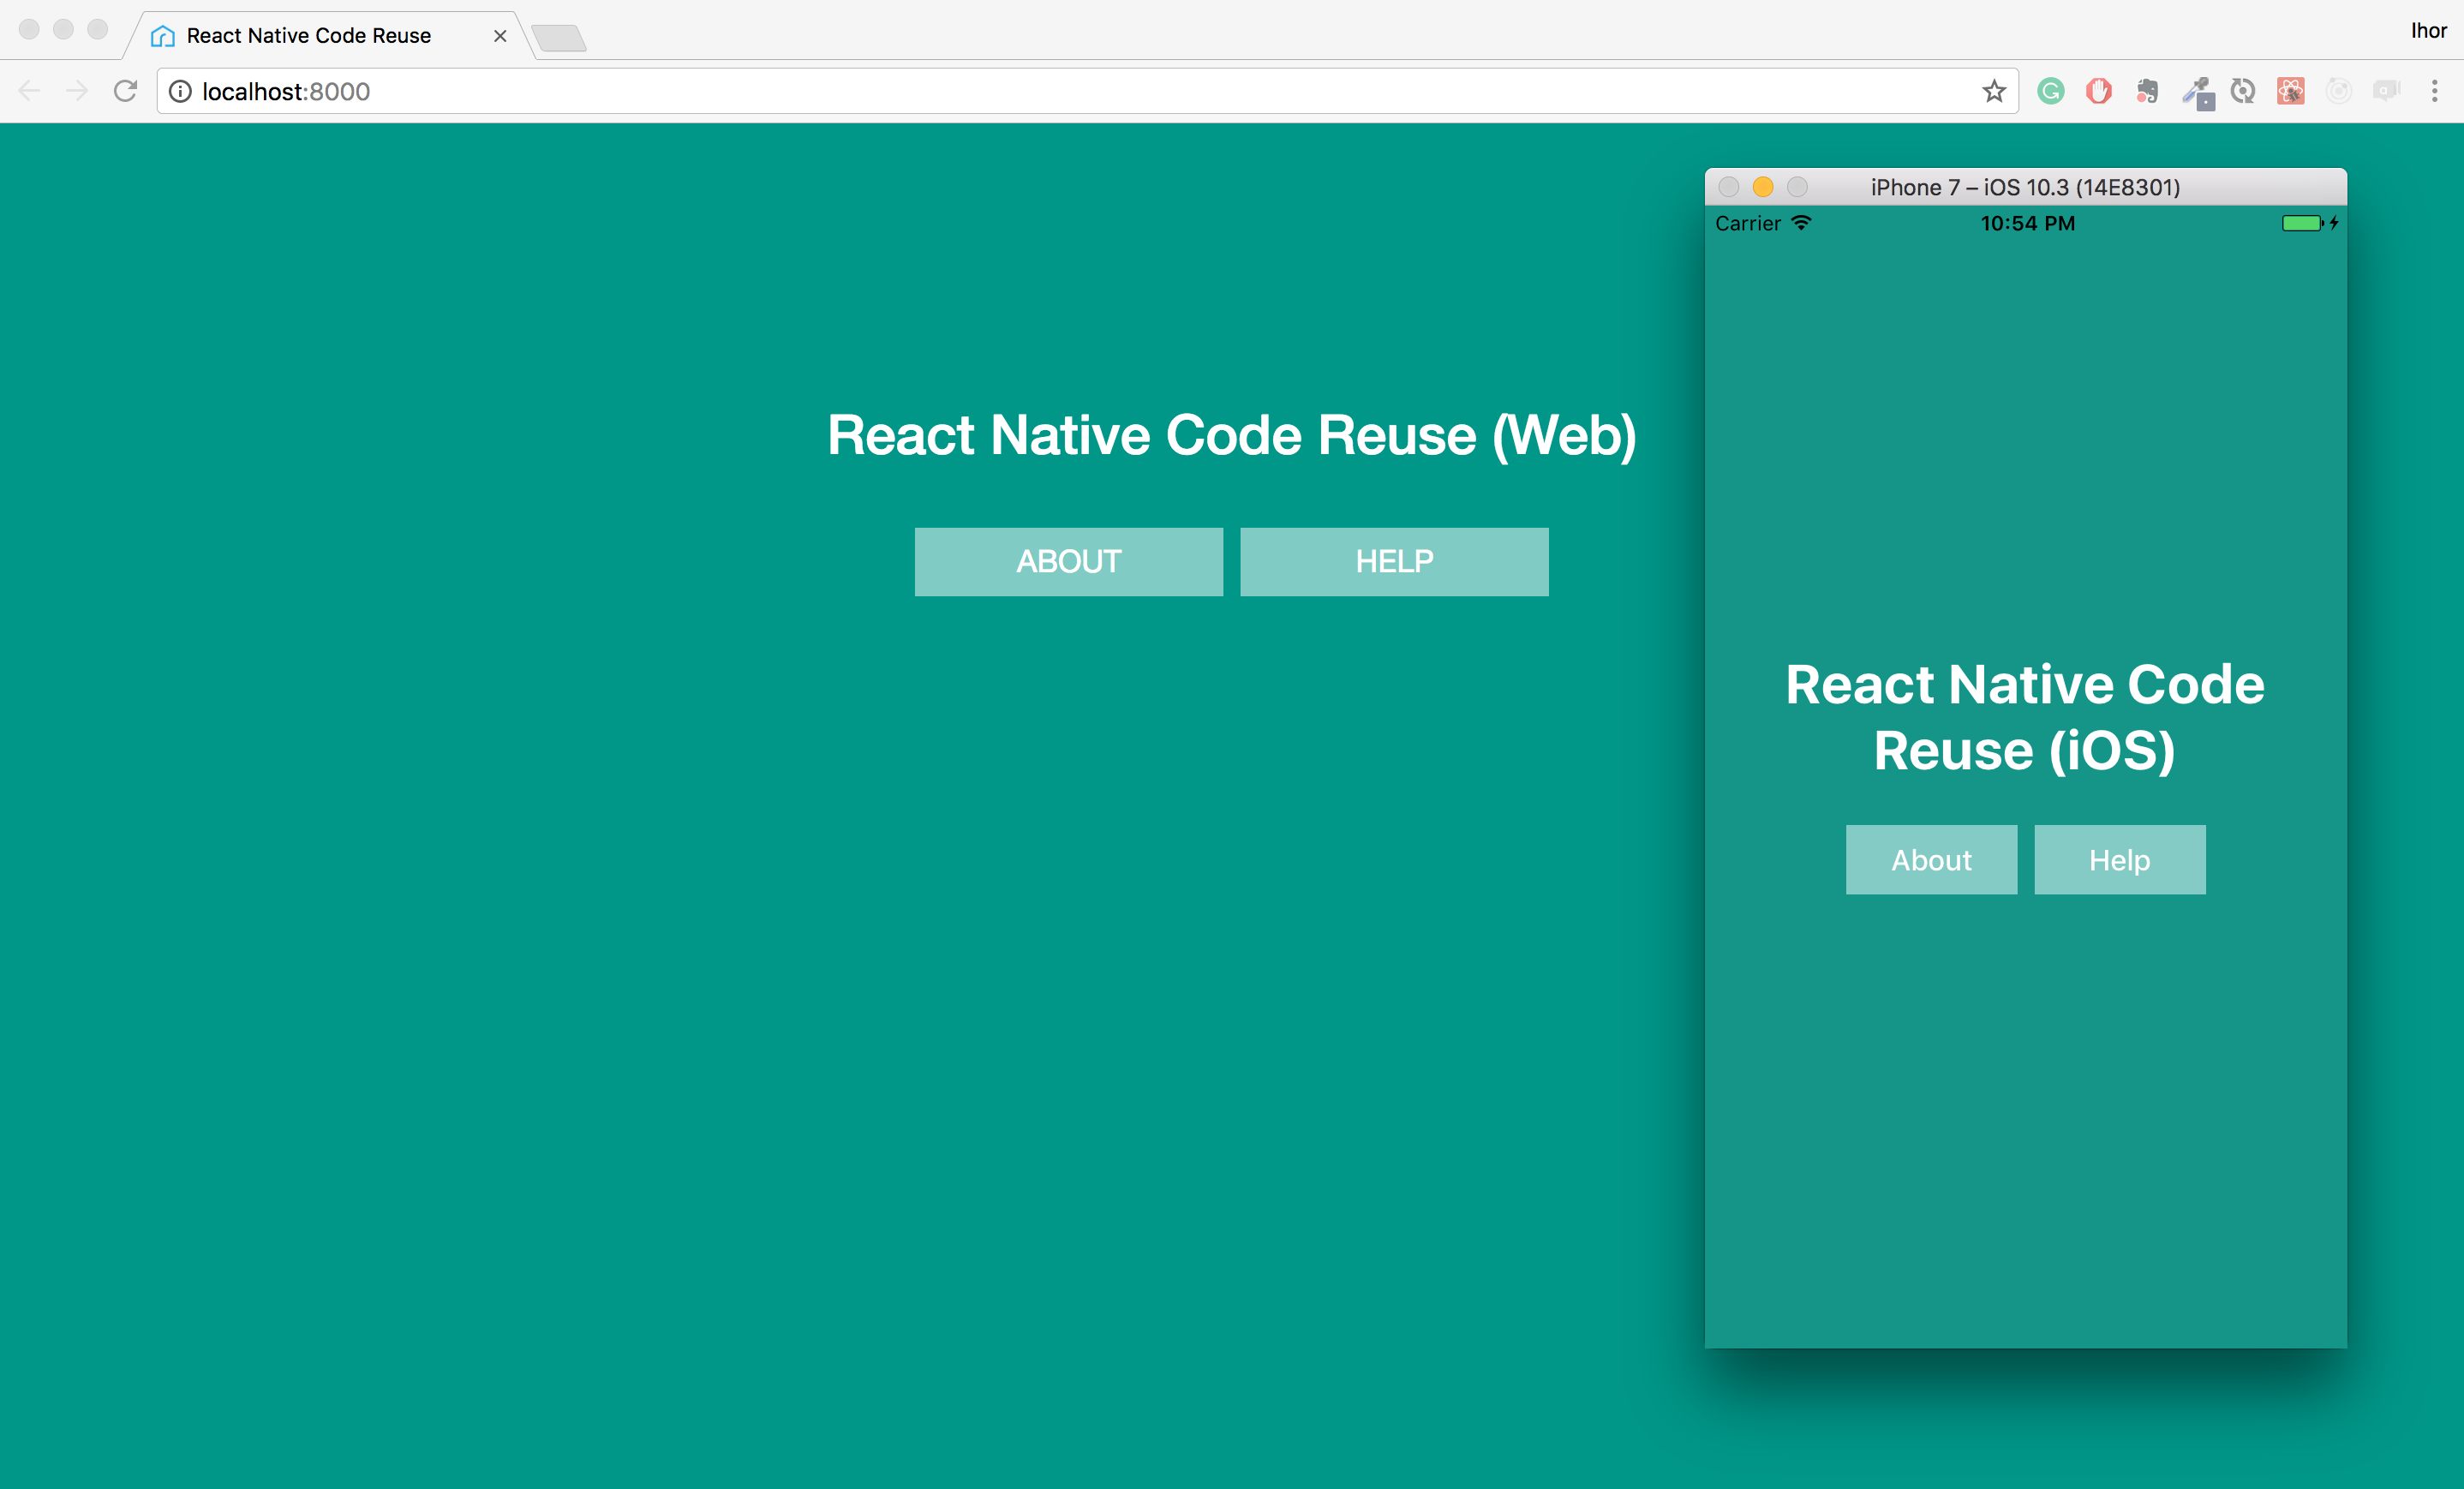 React Native Code Reuse
Ihor
localhost:8000
iPhone 7 – iOS 10.3 (14E8301)
Carrier 10:54 PM
React Native Code Reuse (Web)
ABOUT HELP
React Native Code
Reuse (iOS)
About Help